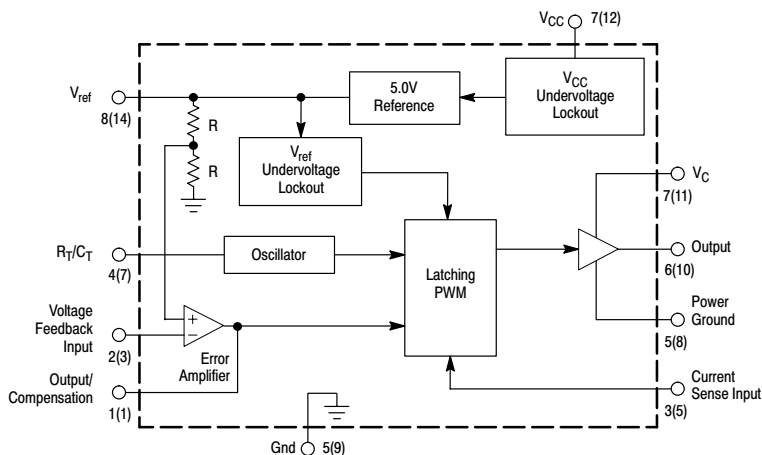 VCC 7(12)
Vref
8(14)
5.0V
Reference
VCC
Undervoltage
Lockout
R
R
Vref
Undervoltage
Lockout
VC
7(11)
RT/CT
4(7)
Oscillator
Latching
PWM
Output
6(10)
Voltage
Feedback
Input
2(3)
+
−
Error
Amplifier
Power
Ground
5(8)
Output/
Compensation
1(1)
Current
Sense Input
3(5)
Gnd 5(9)